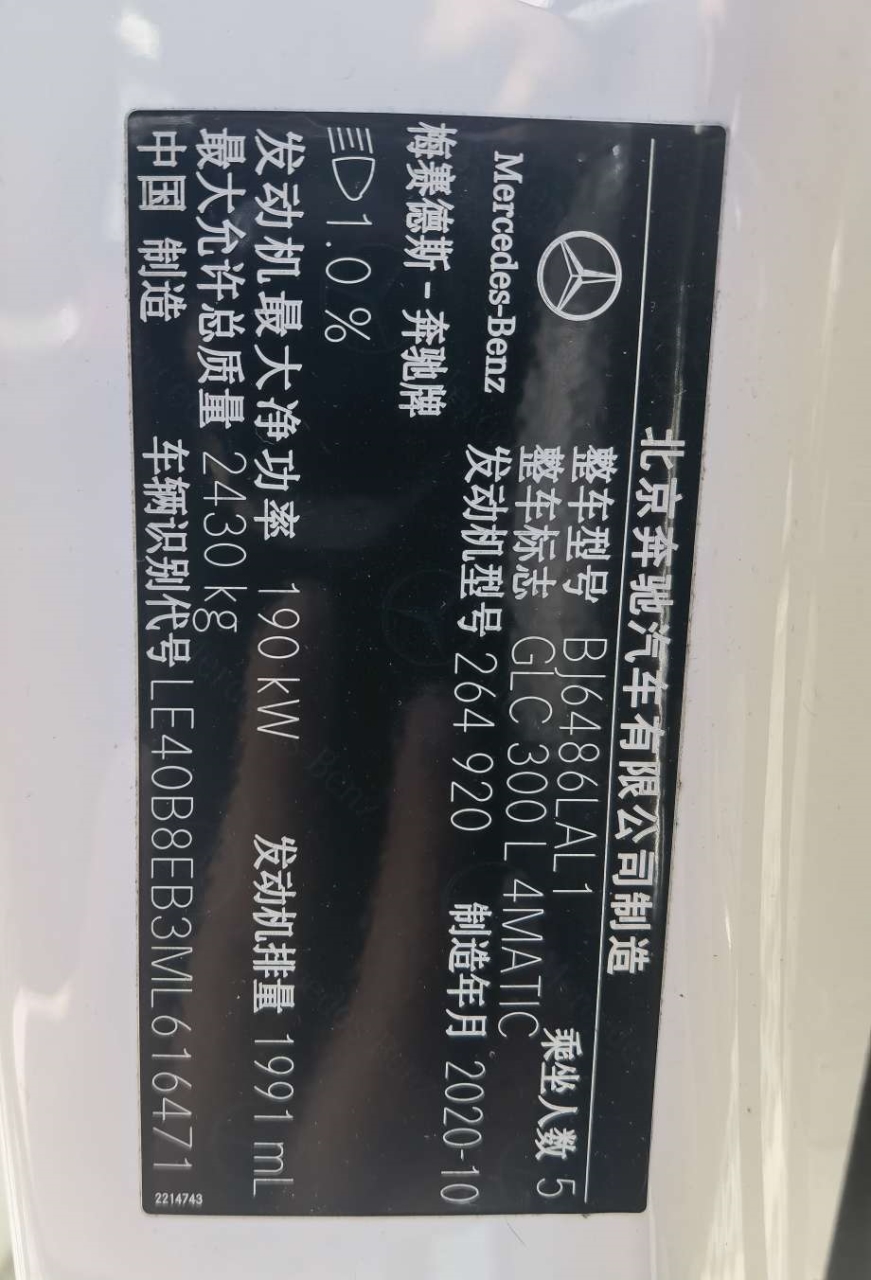 北京奔驰汽车有限公司制造
Mercedes-Benz
整车型号 BJ6486LAL1
整车标志 GLC 300 L 4MATIC 乘坐人数 5
发动机型号 264 920 制造年月 2020-10
梅赛德斯-奔驰牌
1.0 %
发动机最大净功率 190 kW 发动机排量 1991 mL
最大允许总质量 2430 kg
中国 制造 车辆识别代号 LE40B8EB3ML616471
2214743